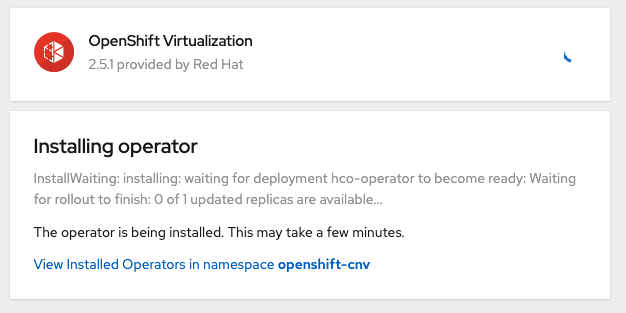 OpenShift Virtualization
2.5.1 provided by Red Hat
Installing operator
InstallWaiting: installing: waiting for deployment hco-operator to become ready: Waiting
for rollout to finish: 0 of 1 updated replicas are available...
The operator is being installed. This may take a few minutes.
View Installed Operators in namespace openshift-cnv